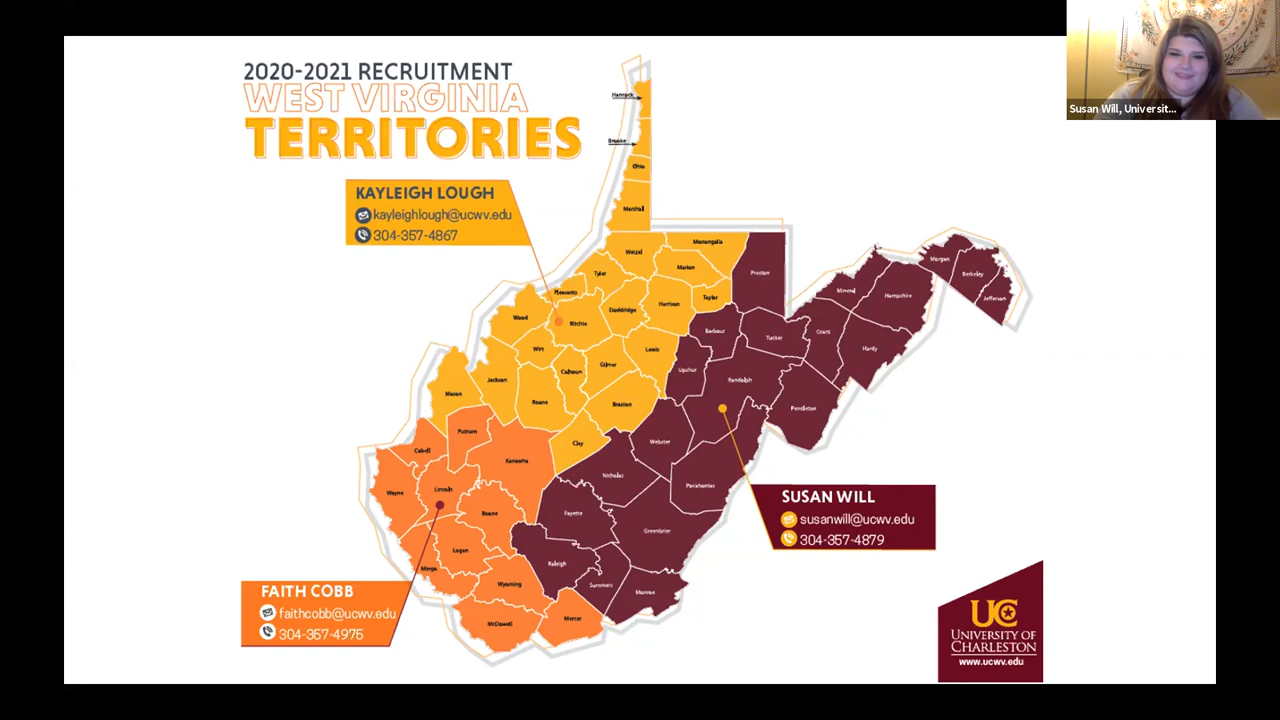 2020-2021 RECRUITMENT
WEST VIRGINIA
TERRITORIES
Susan Will, Universit...
Hancock
Brooke
Ohio
Marshall
KAYLEIGH LOUGH
kayleighlough@ucwv.edu
304-357-4867
Wetzel
Monongalia
Marion
Preston
Tyler
Pleasants
Doddridge
Harrison
Taylor
Wood
Ritchie
Morgan
Berkeley
Jefferson
Mineral
Hampshire
Barbour
Tucker
Grant
Hardy
Wirt
Lewis
Calhoun
Gilmer
Upshur
Randolph
Jackson
Mason
Roane
Braxton
Pendleton
Putnam
Clay
Webster
Cabell
Kanawha
Nicholas
Pocahontas
Wayne
Lincoln
Boone
Fayette
Greenbrier
Logan
Raleigh
Mingo
Wyoming
Summers
Monroe
McDowell
Mercer
SUSAN WILL
susanwill@ucwv.edu
304-357-4879
FAITH COBB
faithcobb@ucwv.edu
304-357-4975
UC
UNIVERSITY OF
CHARLESTON
www.ucwv.edu